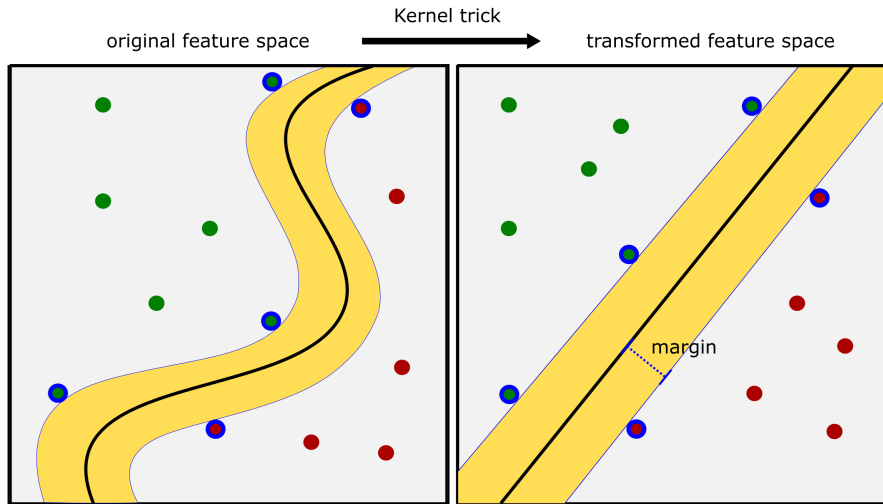 Kernel trick
original feature space
transformed feature space
margin